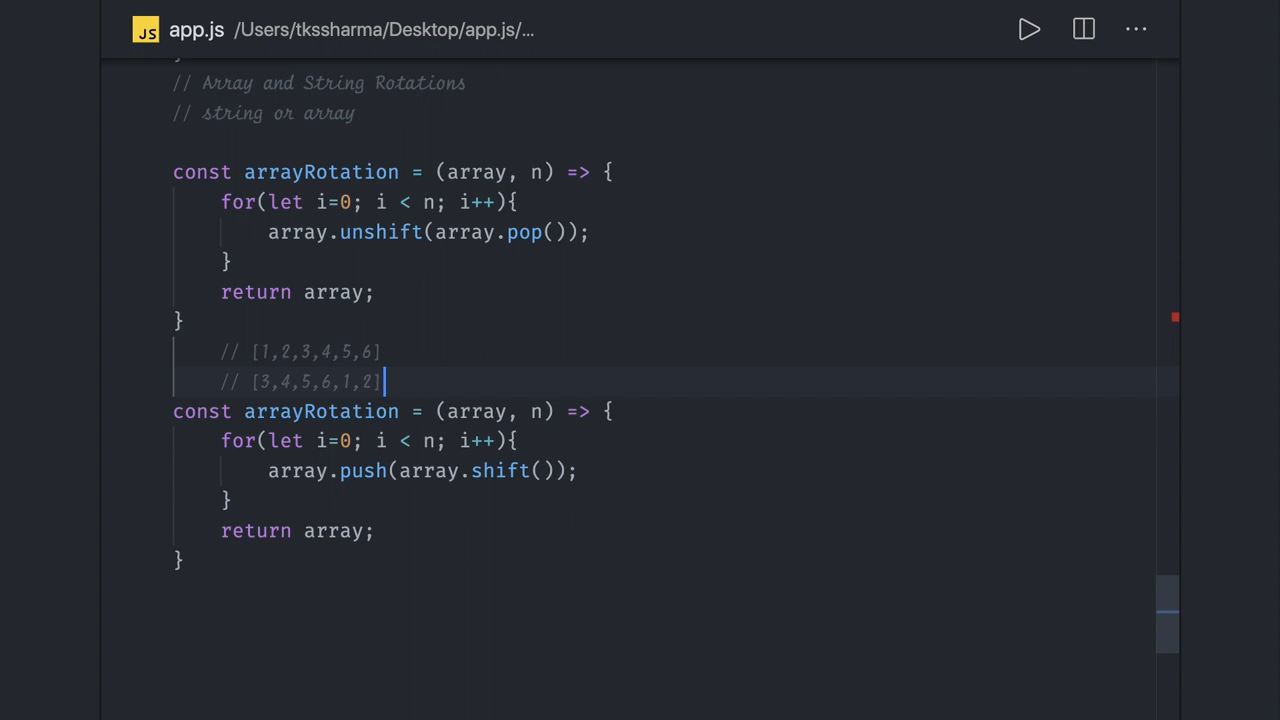 JS app.js /Users/tkssharma/Desktop/app.js/...
}
// Array and String Rotations
// string or array
const arrayRotation = (array, n) => {
for(let i=0; i < n; i++){
array.unshift(array.pop());
}
return array;
}
// [1,2,3,4,5,6]
// [3,4,5,6,1,2]
const arrayRotation = (array, n) => {
for(let i=0; i < n; i++){
array.push(array.shift());
}
return array;
}